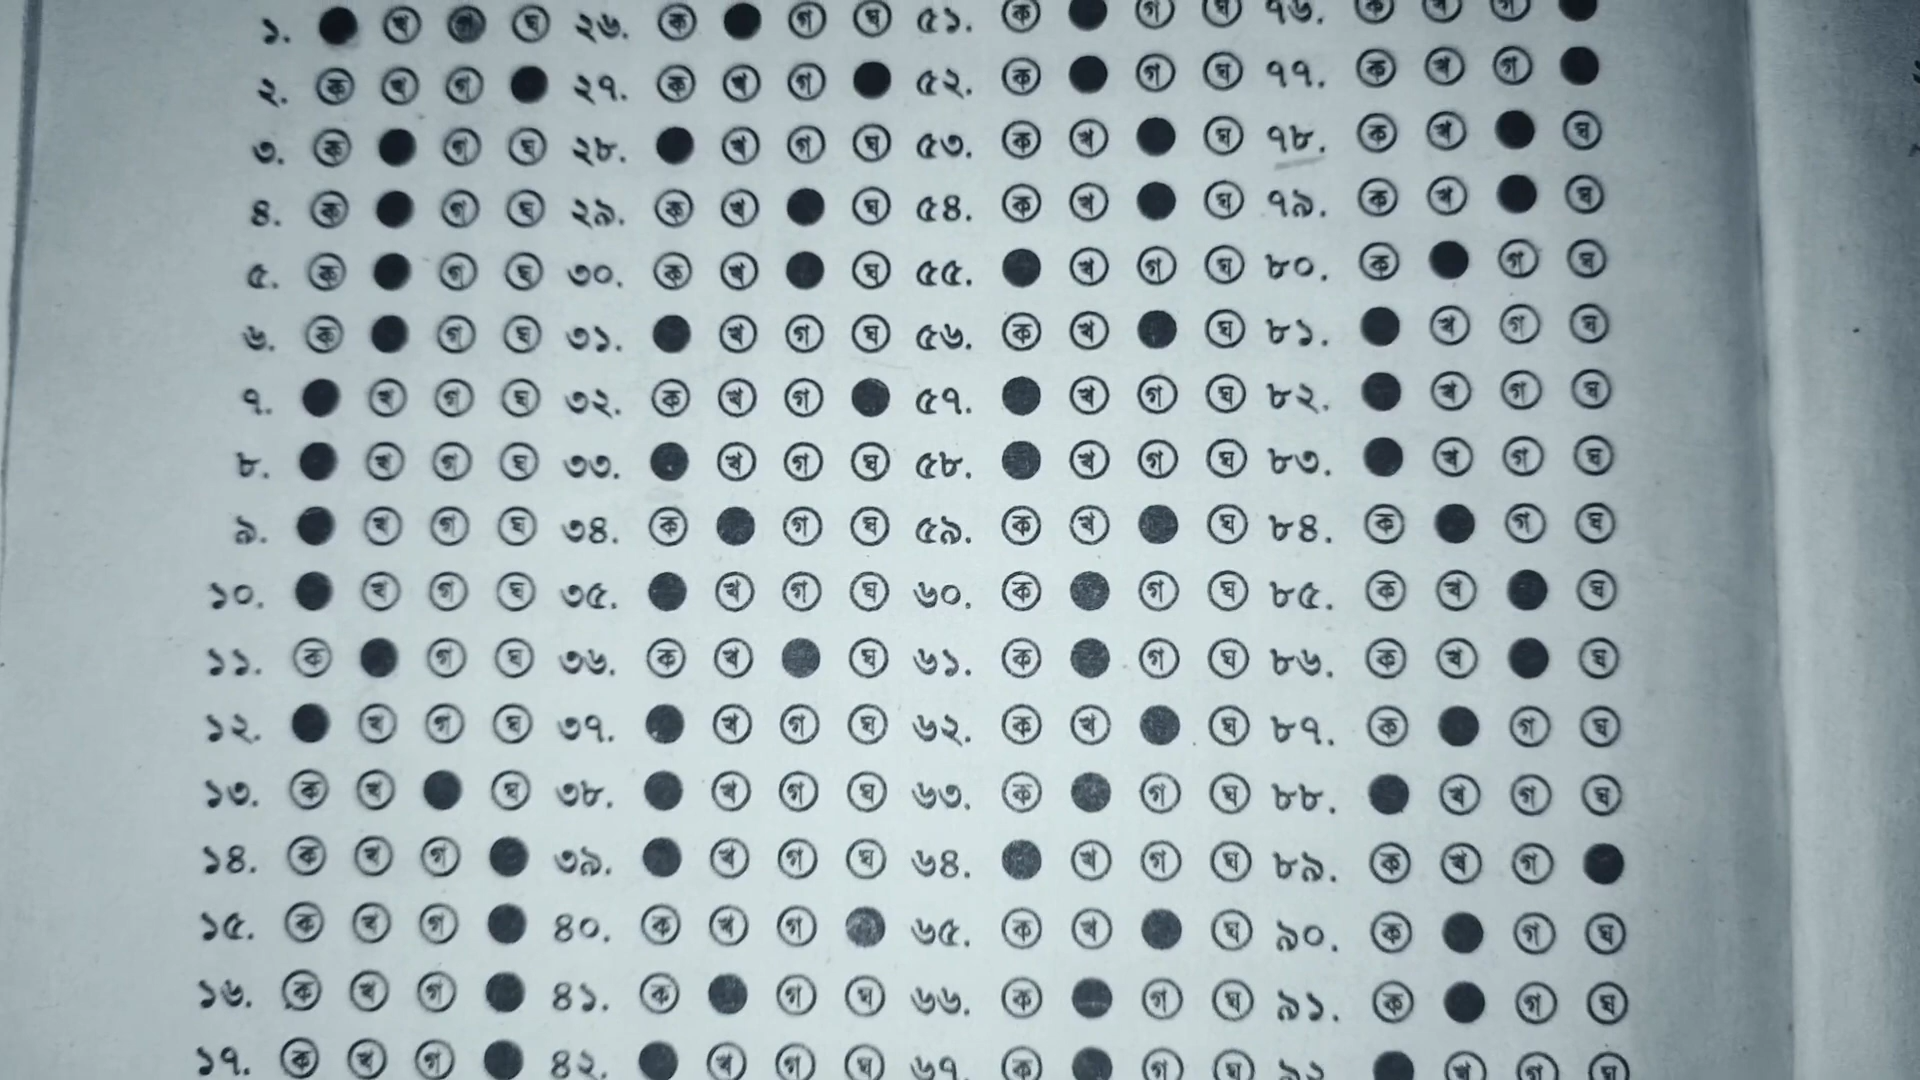 ১. খ গ ঘ ২৬. ক গ ঘ ৫১. ক গ ঘ ৭৬. ক খ গ
২. ক খ গ ২৭. ক খ গ ৫২. ক গ ঘ ৭৭. ক খ গ
৩. ক গ ঘ ২৮. খ গ ঘ ৫৩. ক খ ঘ ৭৮. ক খ ঘ
৪. ক গ ঘ ২৯. ক খ ঘ ৫৪. ক খ ঘ ৭৯. ক খ ঘ
৫. ক গ ঘ ৩০. ক খ ঘ ৫৫. খ গ ঘ ৮০. ক গ ঘ
৬. ক গ ঘ ৩১. খ গ ঘ ৫৬. ক খ ঘ ৮১. খ গ ঘ
৭. খ গ ঘ ৩২. ক খ গ ৫৭. খ গ ঘ ৮২. খ গ ঘ
৮. খ গ ঘ ৩৩. খ গ ঘ ৫৮. খ গ ঘ ৮৩. খ গ ঘ
৯. খ গ ঘ ৩৪. ক গ ঘ ৫৯. ক খ ঘ ৮৪. ক গ ঘ
১০. খ গ ঘ ৩৫. খ গ ঘ ৬০. ক গ ঘ ৮৫. ক খ ঘ
১১. ক গ ঘ ৩৬. ক খ ঘ ৬১. ক গ ঘ ৮৬. ক খ ঘ
১২. খ গ ঘ ৩৭. খ গ ঘ ৬২. ক খ ঘ ৮৭. ক গ ঘ
১৩. ক খ ঘ ৩৮. খ গ ঘ ৬৩. ক গ ঘ ৮৮. খ গ ঘ
১৪. ক খ গ ৩৯. খ গ ঘ ৬৪. খ গ ঘ ৮৯. ক খ গ
১৫. ক খ গ ৪০. ক খ গ ৬৫. ক খ ঘ ৯০. ক গ ঘ
১৬. ক খ গ ৪১. ক গ ঘ ৬৬. ক গ ঘ ৯১. ক গ ঘ
১৭. ক খ গ ৪২. খ গ ঘ ৬৭. ক গ ঘ খ গ ঘ